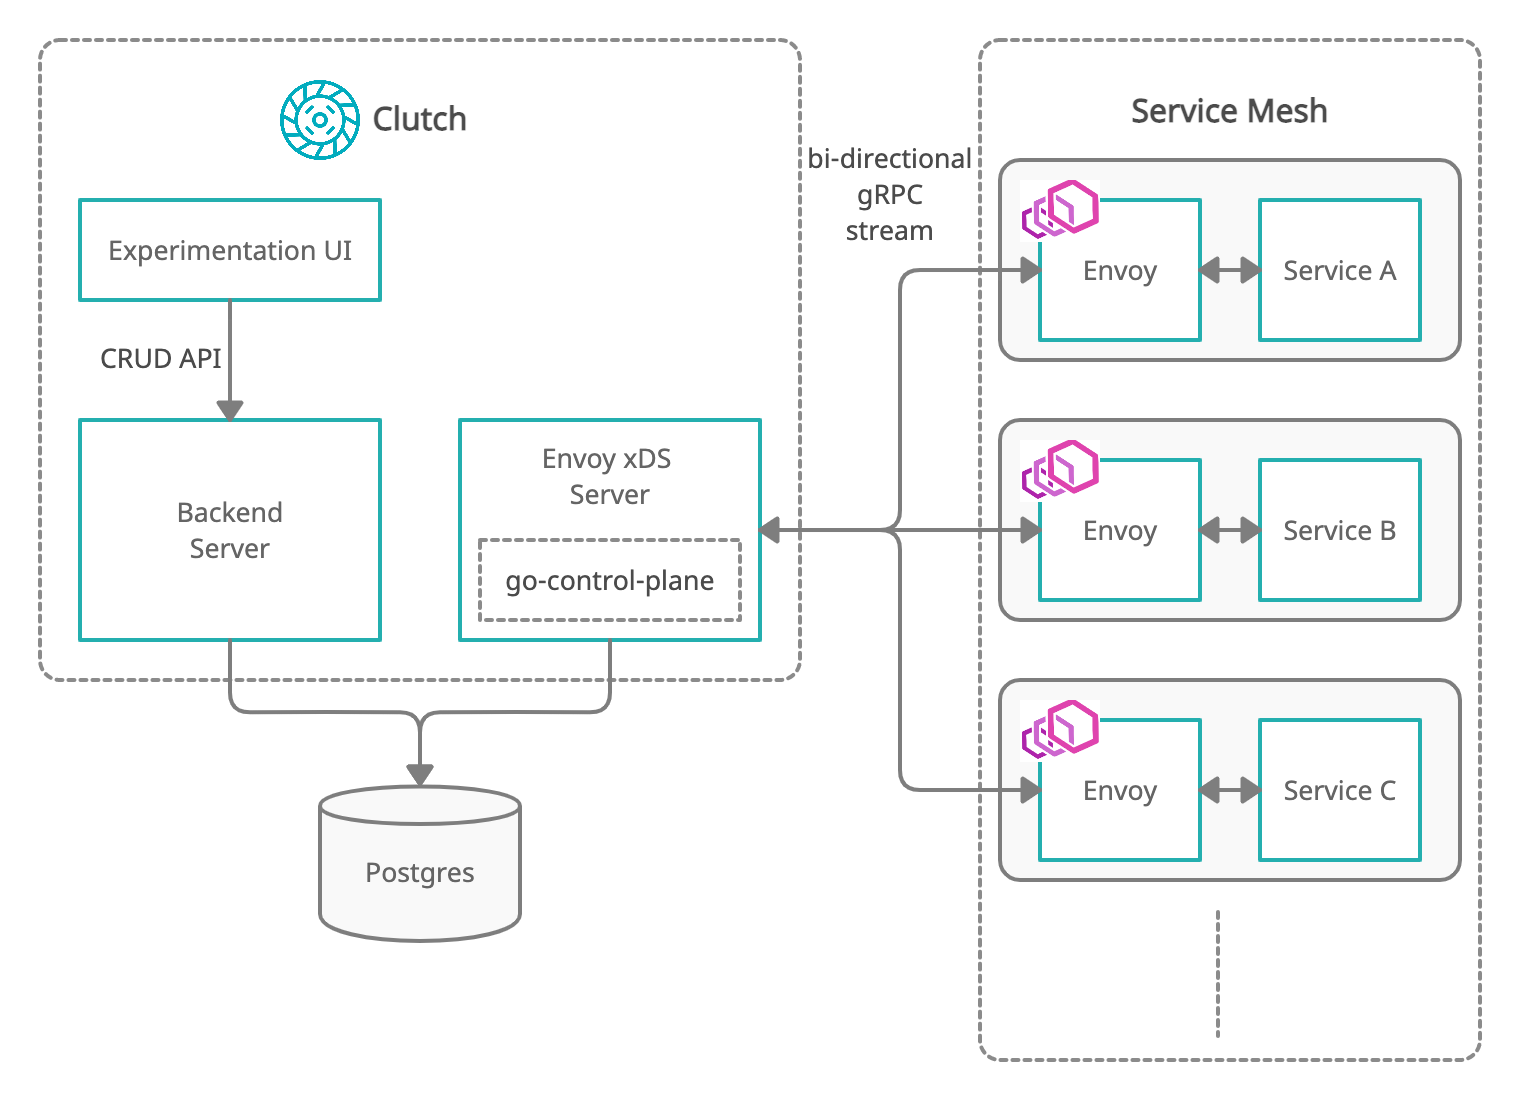 Clutch
Experimentation UI
CRUD API
Backend
Server
Envoy xDS
Server
go-control-plane
Postgres
bi-directional
gRPC
stream
Service Mesh
Envoy
Service A
Envoy
Service B
Envoy
Service C